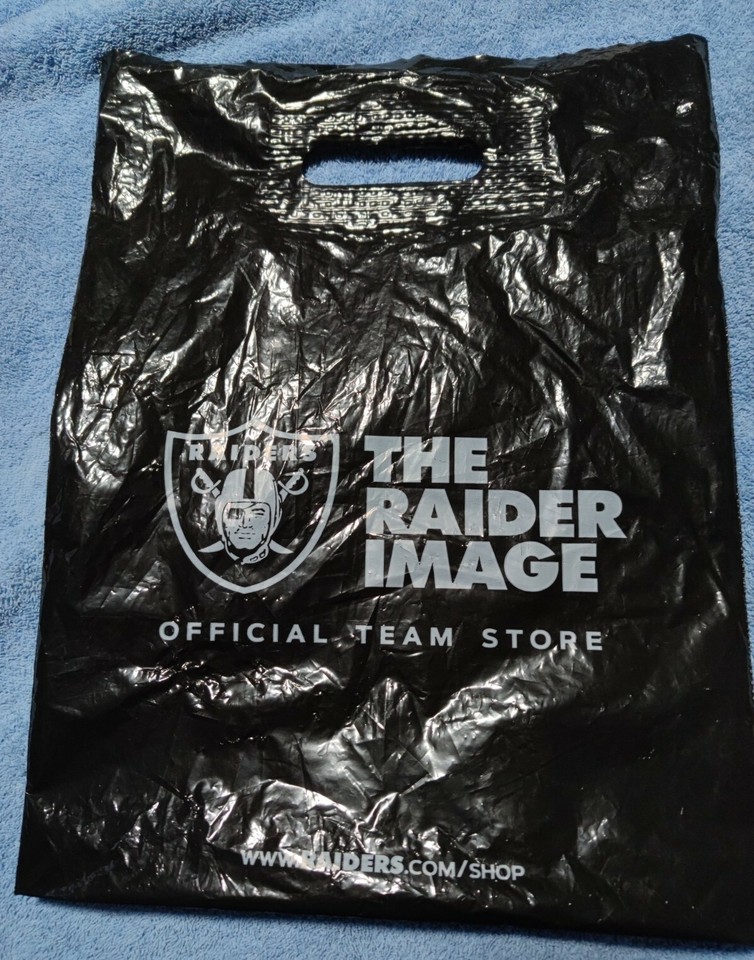 RAIDERS
THE
RAIDER
IMAGE
OFFICIAL TEAM STORE
WWW.RAIDERS.COM/SHOP